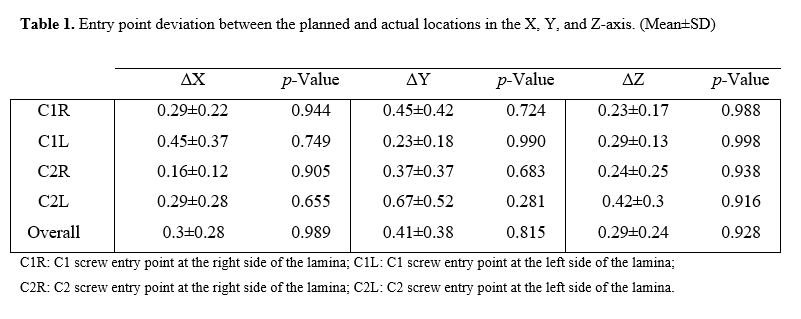 Table 1. Entry point deviation between the planned and actual locations in the X, Y, and Z-axis. (Mean±SD)
ΔX p-Value ΔY p-Value ΔZ p-Value
C1R 0.29±0.22 0.944 0.45±0.42 0.724 0.23±0.17 0.988
C1L 0.45±0.37 0.749 0.23±0.18 0.990 0.29±0.13 0.998
C2R 0.16±0.12 0.905 0.37±0.37 0.683 0.24±0.25 0.938
C2L 0.29±0.28 0.655 0.67±0.52 0.281 0.42±0.3 0.916
Overall 0.3±0.28 0.989 0.41±0.38 0.815 0.29±0.24 0.928
C1R: C1 screw entry point at the right side of the lamina; C1L: C1 screw entry point at the left side of the lamina;
C2R: C2 screw entry point at the right side of the lamina; C2L: C2 screw entry point at the left side of the lamina.